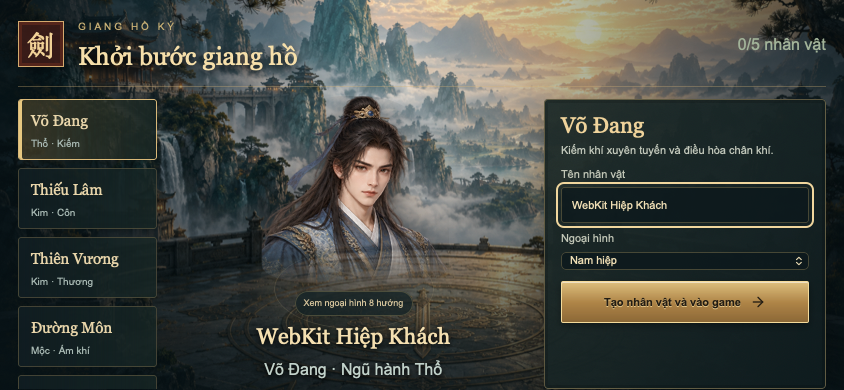 劍
GIANG HỒ KÝ
Khởi bước giang hồ
0/5 nhân vật
Võ Đang
Thổ · Kiếm
Thiếu Lâm
Kim · Côn
Thiên Vương
Kim · Thương
Đường Môn
Mộc · Ám khí
Xem ngoại hình 8 hướng
WebKit Hiệp Khách
Võ Đang · Ngũ hành Thổ
Võ Đang
Kiếm khí xuyên tuyến và điều hòa chân khí.
Tên nhân vật
WebKit Hiệp Khách
Ngoại hình
Nam hiệp
Tạo nhân vật và vào game